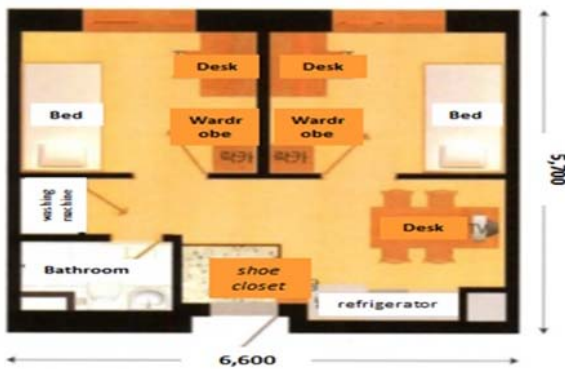 Desk
Desk
Bed
Wardr
obe
Wardr
obe
Bed
5,700
washing
machine
Desk
TV
Bathroom
shoe
closet
refrigerator
6,600